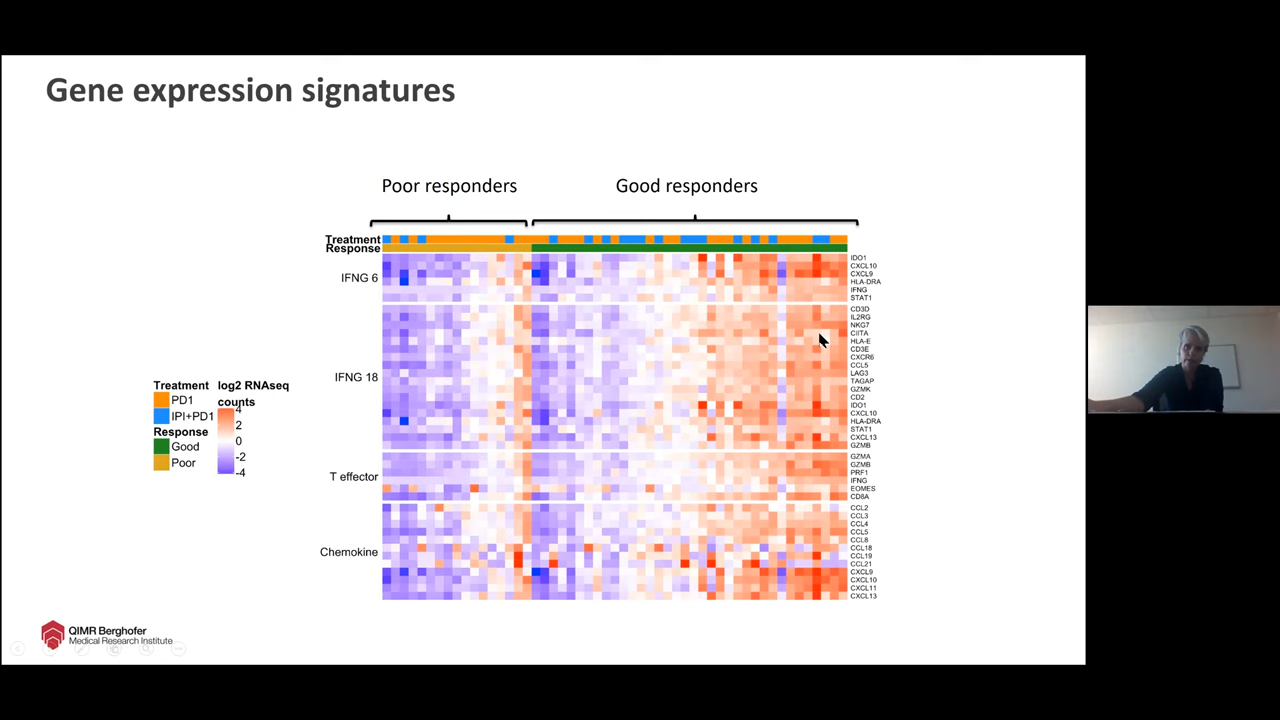 Gene expression signatures
Poor responders
Good responders
Treatment
Response
IFNG 6
IDO1
CXCL10
CXCL9
HLA-DRA
IFNG
STAT1
IFNG 18
CD3D
IL2RG
NKG7
CIITA
HLA-E
CD3E
CXCR6
CCL5
LAG3
TAGAP
GZMK
CD2
IDO1
CXCL10
HLA-DRA
STAT1
CXCL13
GZMB
T effector
GZMA
GZMB
PRF1
IFNG
EOMES
CD8A
Chemokine
CCL2
CCL3
CCL4
CCL5
CCL8
CCL18
CCL19
CCL21
CXCL9
CXCL10
CXCL11
CXCL13
Treatment
PD1
IPI+PD1
Response
Good
Poor
log2 RNAseq
counts
4
2
0
-2
-4
QIMR Berghofer
Medical Research Institute